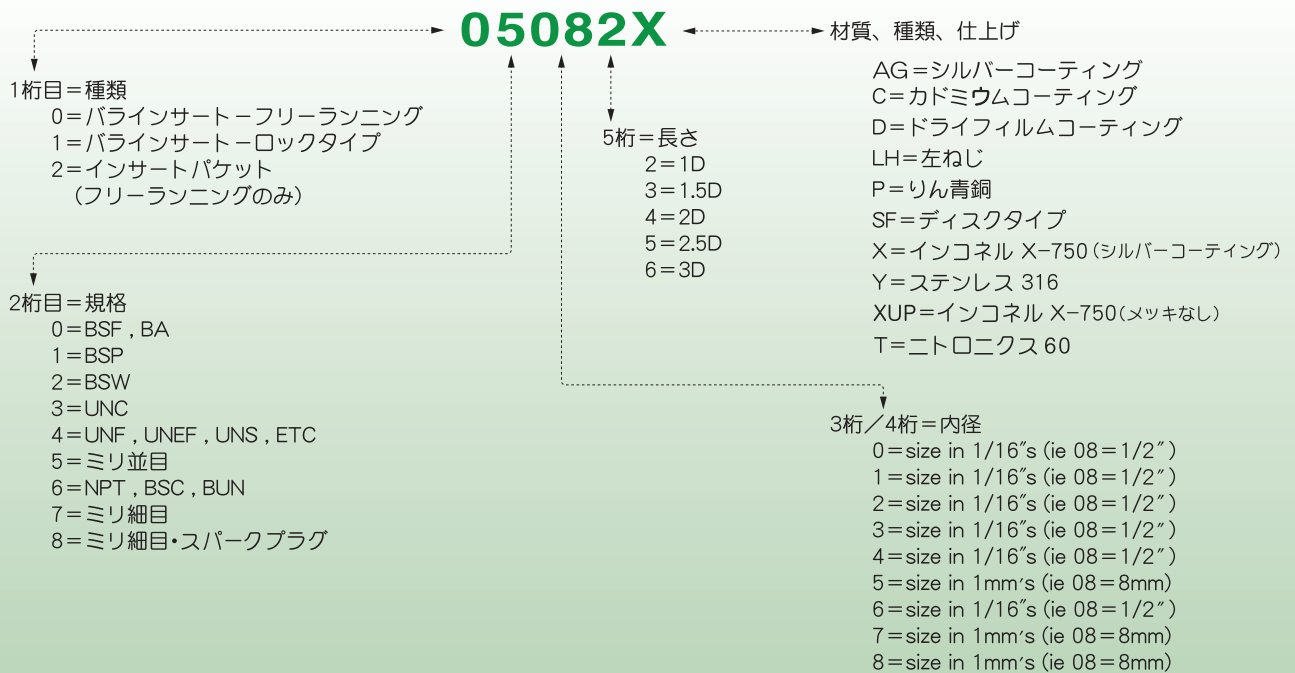 05082X
材質、種類、仕上げ
AG=シルバーコーティング
C=カドミウムコーティング
D=ドライフィルムコーティング
LH=左ねじ
P=りん青銅
SF=ディスクタイプ
X=インコネル X-750(シルバーコーティング)
Y=ステンレス 316
XUP=インコネル X-750(メッキなし)
T=ニトロニクス 60
1桁目=種類
0=バラインサートーフリーランニング
1=バラインサートーロックタイプ
2=インサートパケット
(フリーランニングのみ)
5桁=長さ
2=1D
3=1.5D
4=2D
5=2.5D
6=3D
2桁目=規格
0=BSF , BA
1=BSP
2=BSW
3=UNC
4=UNF , UNEF , UNS , ETC
5=ミリ並目
6=NPT , BSC , BUN
7=ミリ細目
8=ミリ細目・スパークプラグ
3桁/4桁=内径
0=size in 1/16″s (ie 08=1/2″)
1=size in 1/16″s (ie 08=1/2″)
2=size in 1/16″s (ie 08=1/2″)
3=size in 1/16″s (ie 08=1/2″)
4=size in 1/16″s (ie 08=1/2″)
5=size in 1mm's (ie 08=8mm)
6=size in 1/16″s (ie 08=1/2″)
7=size in 1mm's (ie 08=8mm)
8=size in 1mm's (ie 08=8mm)